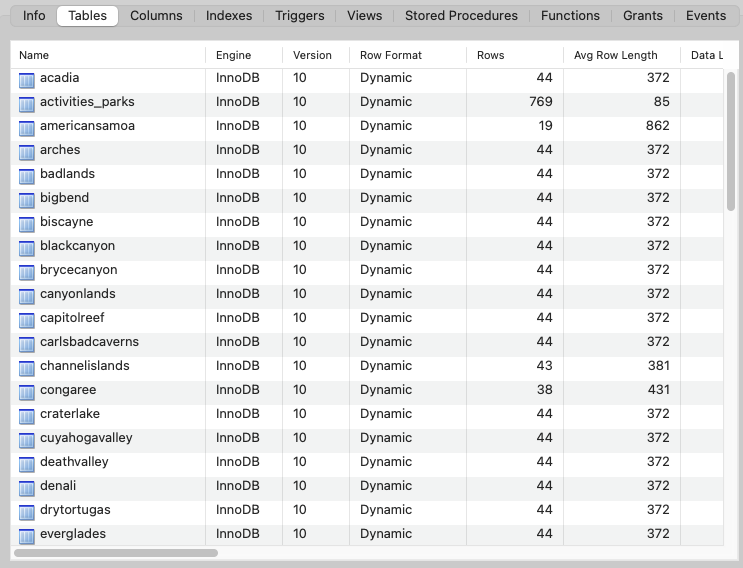 Info Tables Columns Indexes Triggers Views Stored Procedures Functions Grants Events
Name Engine Version Row Format Rows Avg Row Length Data L
acadia InnoDB 10 Dynamic 44 372
activities_parks InnoDB 10 Dynamic 769 85
americansamoa InnoDB 10 Dynamic 19 862
arches InnoDB 10 Dynamic 44 372
badlands InnoDB 10 Dynamic 44 372
bigbend InnoDB 10 Dynamic 44 372
biscayne InnoDB 10 Dynamic 44 372
blackcanyon InnoDB 10 Dynamic 44 372
brycecanyon InnoDB 10 Dynamic 44 372
canyonlands InnoDB 10 Dynamic 44 372
capitolreef InnoDB 10 Dynamic 44 372
carlsbadcaverns InnoDB 10 Dynamic 44 372
channelislands InnoDB 10 Dynamic 43 381
congaree InnoDB 10 Dynamic 38 431
craterlake InnoDB 10 Dynamic 44 372
cuyahogavalley InnoDB 10 Dynamic 44 372
deathvalley InnoDB 10 Dynamic 44 372
denali InnoDB 10 Dynamic 44 372
drytortugas InnoDB 10 Dynamic 44 372
everglades InnoDB 10 Dynamic 44 372